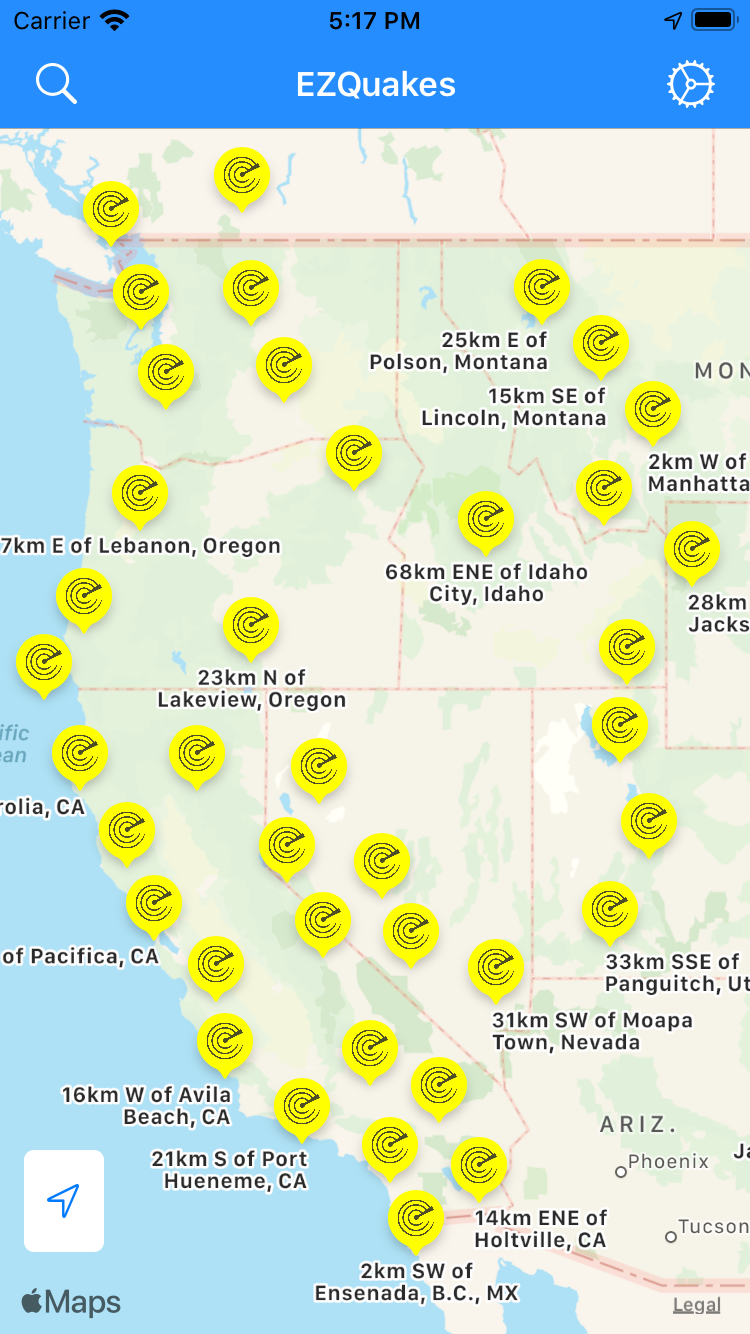 Carrier 5:17 PM
EZQuakes
25km E of
Polson, Montana
MON
15km SE of
Lincoln, Montana
2km W of
Manhatta
7km E of Lebanon, Oregon
68km ENE of Idaho
City, Idaho
28km
Jacks
23km N of
Lakeview, Oregon
ific
ean
rolia, CA
of Pacifica, CA
33km SSE of
Panguitch, Ut
31km SW of Moapa
Town, Nevada
16km W of Avila
Beach, CA
ARIZ.
Ja
21km S of Port
Hueneme, CA
Phoenix
14km ENE of
Holtville, CA
Tucson
2km SW of
Ensenada, B.C., MX
Maps
Legal